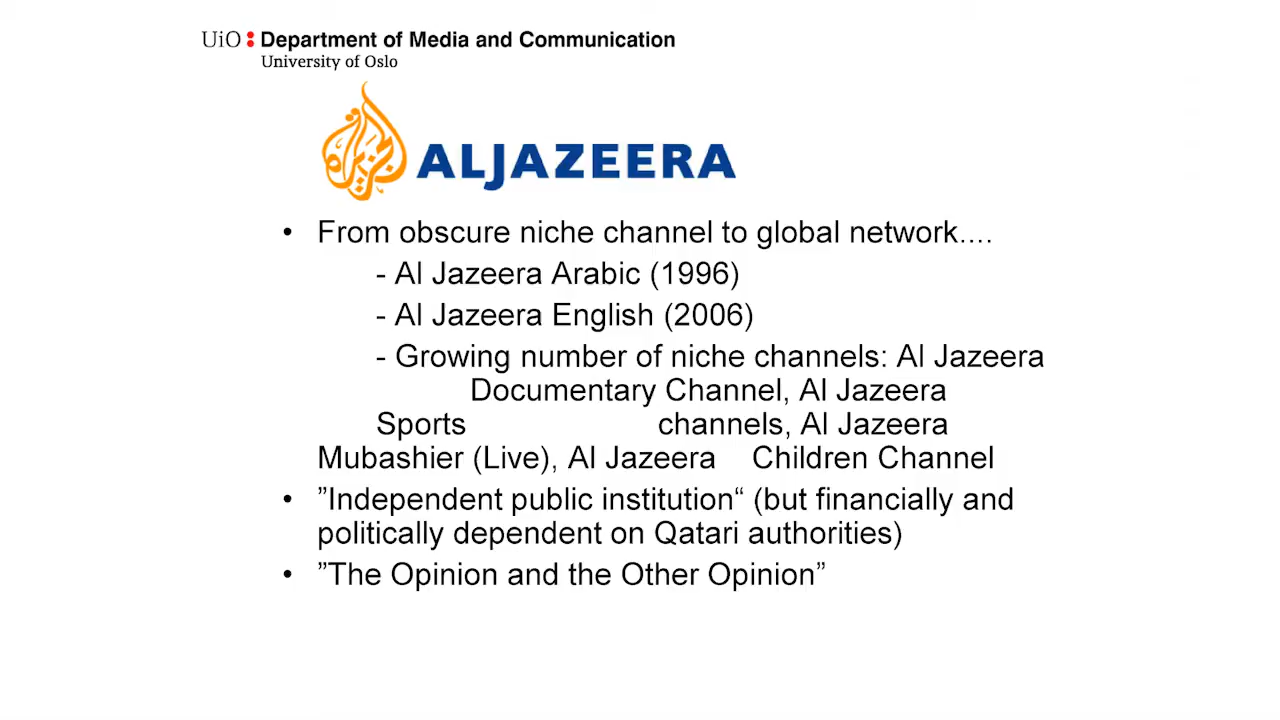 UiO : Department of Media and Communication
University of Oslo
الجزيرة ALJAZEERA
• From obscure niche channel to global network....
- Al Jazeera Arabic (1996)
- Al Jazeera English (2006)
- Growing number of niche channels: Al Jazeera
Documentary Channel, Al Jazeera
Sports channels, Al Jazeera
Mubashier (Live), Al Jazeera Children Channel
• ”Independent public institution“ (but financially and
politically dependent on Qatari authorities)
• ”The Opinion and the Other Opinion”